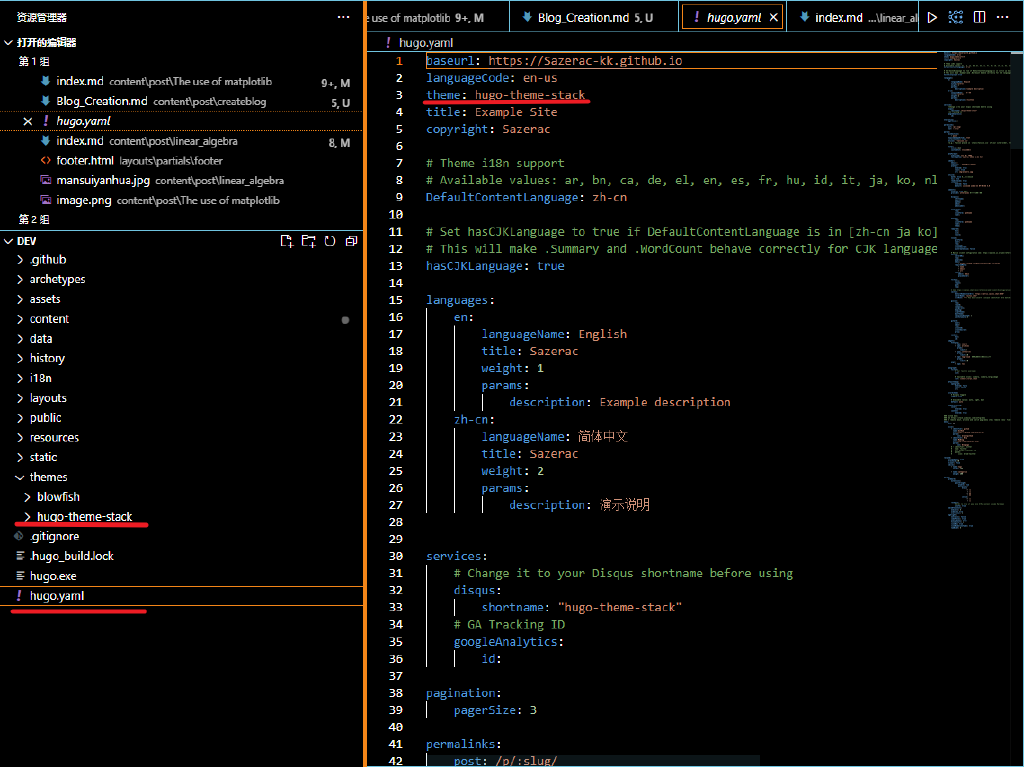 资源管理器
打开的编辑器
第 1 组
index.md content\post\The use of matplotlib 9+, M
Blog_Creation.md content\post\createblog 5, U
hugo.yaml
index.md content\post\linear_algebra 8, M
footer.html layouts\partials\footer
mansuiyanhua.jpg content\post\linear_algebra
image.png content\post\The use of matplotlib
第 2 组
DEV
.github
archetypes
assets
content
data
history
i18n
layouts
public
resources
static
themes
blowfish
hugo-theme-stack
.gitignore
.hugo_build.lock
hugo.exe
hugo.yaml
e use of matplotlib 9+, M
Blog_Creation.md 5, U
hugo.yaml
index.md ...\linear_al
hugo.yaml
1 baseurl: https://Sazerac-kk.github.io
2 languageCode: en-us
3 theme: hugo-theme-stack
4 title: Example Site
5 copyright: Sazerac
6
7 # Theme i18n support
8 # Available values: ar, bn, ca, de, el, en, es, fr, hu, id, it, ja, ko, nl
9 DefaultContentLanguage: zh-cn
10
11 # Set hasCJKLanguage to true if DefaultContentLanguage is in [zh-cn ja ko]
12 # This will make .Summary and .WordCount behave correctly for CJK language
13 hasCJKLanguage: true
14
15 languages:
16 en:
17 languageName: English
18 title: Sazerac
19 weight: 1
20 params:
21 description: Example description
22 zh-cn:
23 languageName: 简体中文
24 title: Sazerac
25 weight: 2
26 params:
27 description: 演示说明
28
29
30 services:
31 # Change it to your Disqus shortname before using
32 disqus:
33 shortname: "hugo-theme-stack"
34 # GA Tracking ID
35 googleAnalytics:
36 id:
37
38 pagination:
39 pagerSize: 3
40
41 permalinks:
42 post: /p/:slug/